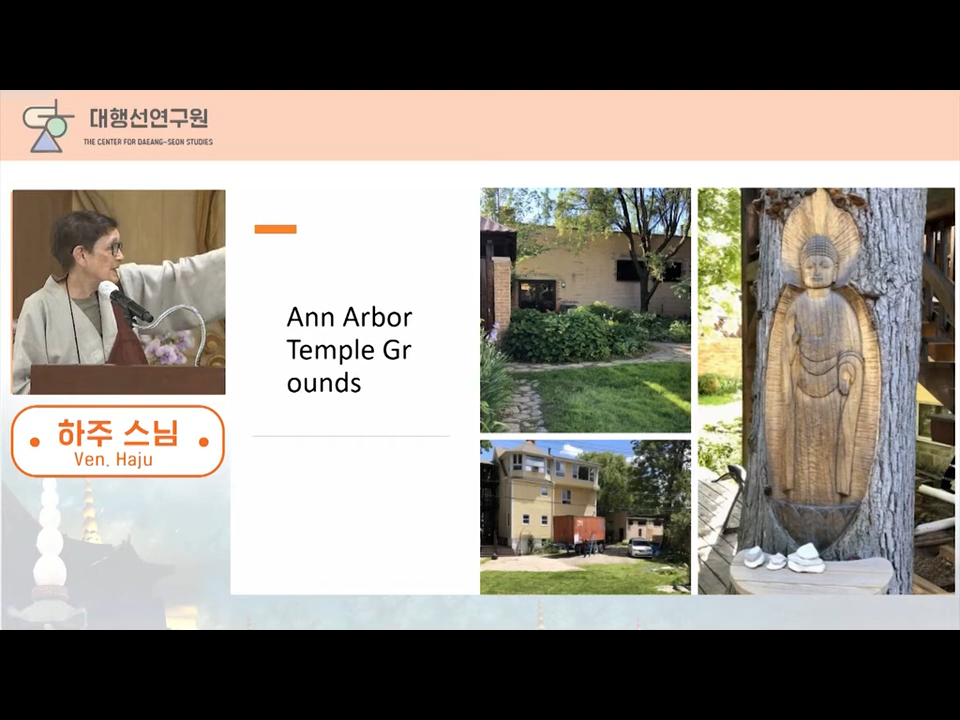 대행선연구원
THE CENTER FOR DAEANG-SEON STUDIES
하주 스님
Ven. Haju
Ann Arbor
Temple Gr
ounds